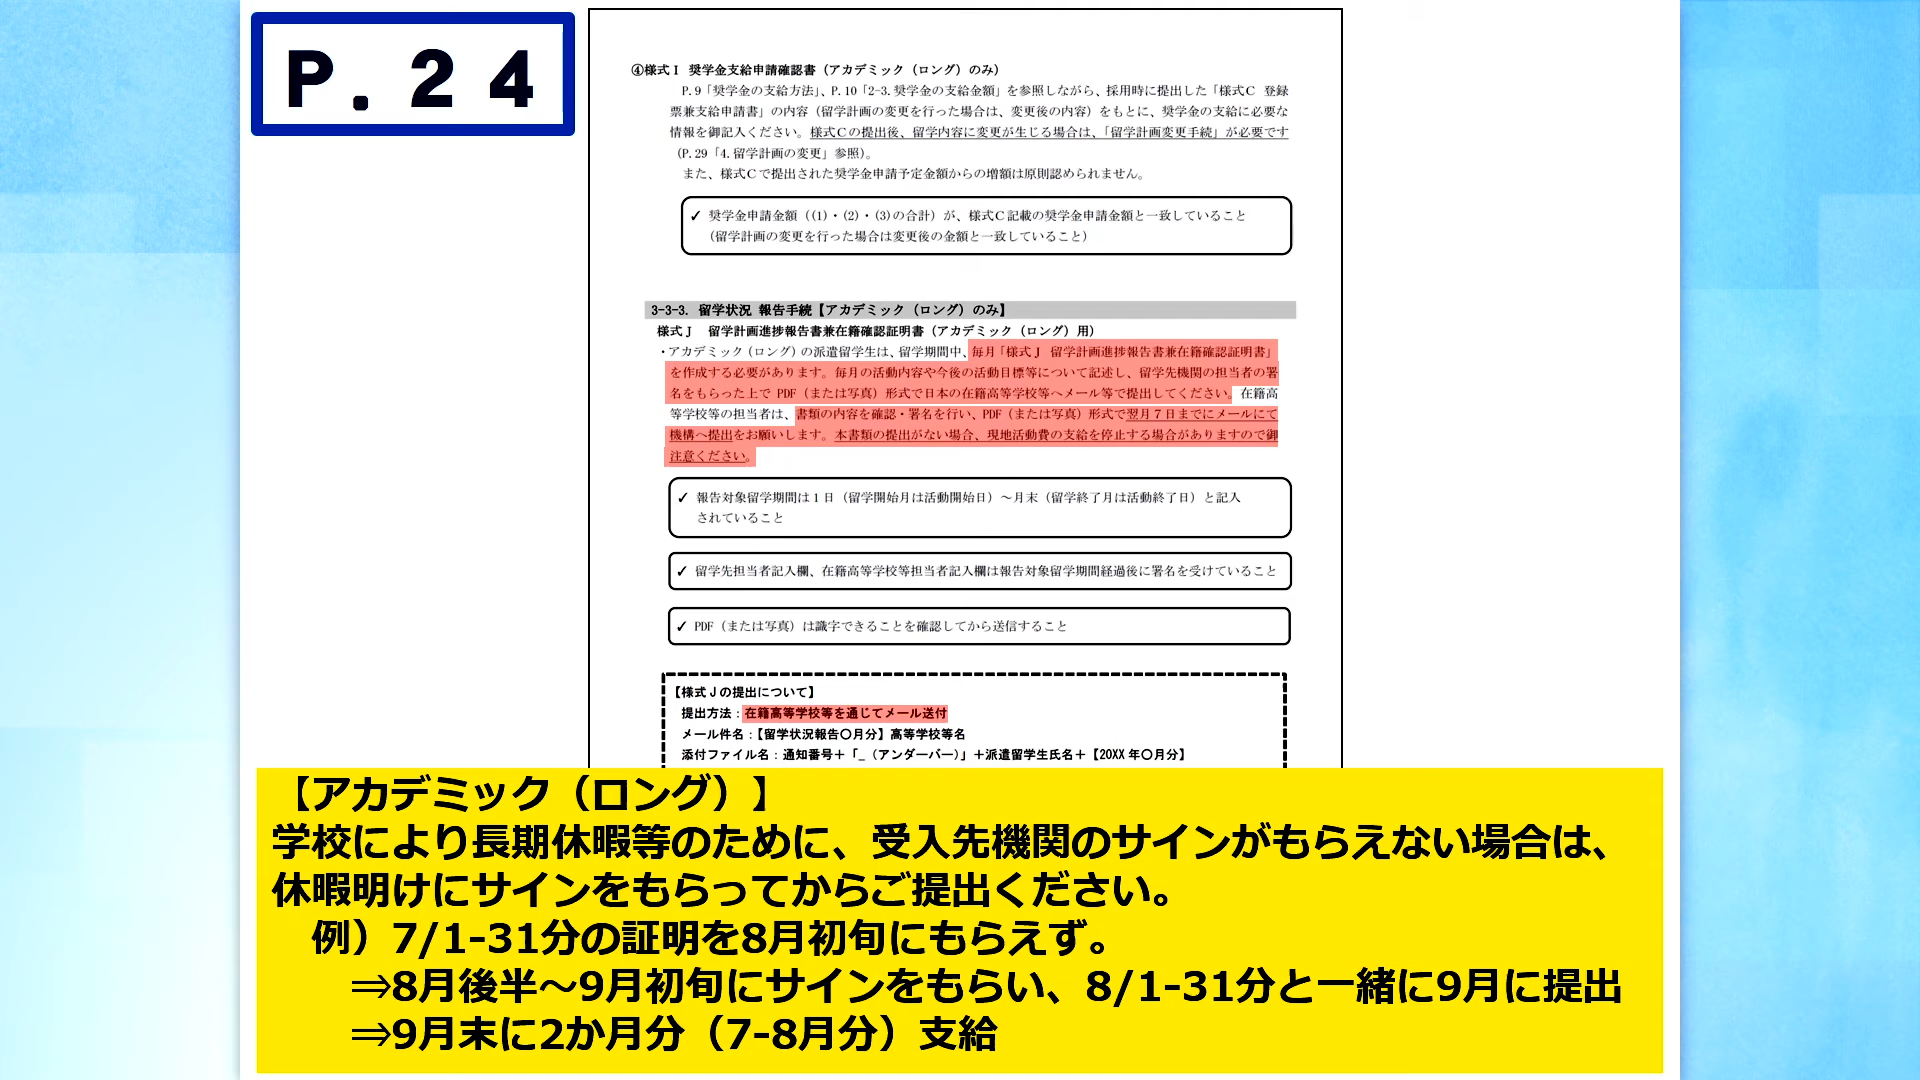 P.24
④様式Ｉ 奨学金支給申請確認書（アカデミック（ロング）のみ）
P.9「奨学金の支給方法」、P.10「2-3.奨学金の支給金額」を参照しながら、採用時に提出した「様式Ｃ 登録
票兼支給申請書」の内容（留学計画の変更を行った場合は、変更後の内容）をもとに、奨学金の支給に必要な
情報を御記入ください。様式Ｃの提出後、留学内容に変更が生じる場合は、「留学計画変更手続」が必要です
（P.29「4.留学計画の変更」参照）。
また、様式Ｃで提出された奨学金申請予定金額からの増額は原則認められません。
✓ 奨学金申請金額（(1)・(2)・(3)の合計）が、様式Ｃ記載の奨学金申請金額と一致していること
（留学計画の変更を行った場合は変更後の金額と一致していること）
3-3-3. 留学状況 報告手続【アカデミック（ロング）のみ】
様式Ｊ 留学計画進捗報告書兼在籍確認証明書（アカデミック（ロング）用）
・アカデミック（ロング）の派遣留学生は、留学期間中、毎月「様式Ｊ 留学計画進捗報告書兼在籍確認証明書」
を作成する必要があります。毎月の活動内容や今後の活動目標等について記述し、留学先機関の担当者の署
名をもらった上で PDF（または写真）形式で日本の在籍高等学校等へメール等で提出してください。在籍高
等学校等の担当者は、書類の内容を確認・署名を行い、PDF（または写真）形式で翌月７日までにメールにて
機構へ提出をお願いします。本書類の提出がない場合、現地活動費の支給を停止する場合がありますので御
注意ください。
✓ 報告対象留学期間は１日（留学開始月は活動開始日）～月末（留学終了月は活動終了日）と記入
されていること
✓ 留学先担当者記入欄、在籍高等学校等担当者記入欄は報告対象留学期間経過後に署名を受けていること
✓ PDF（または写真）は識字できることを確認してから送信すること
【様式Ｊの提出について】
提出方法：在籍高等学校等を通じてメール送付
メール件名：【留学状況報告〇月分】高等学校等名
添付ファイル名：通知番号＋「_（アンダーバー）」＋派遣留学生氏名＋【20XX 年〇月分】
【アカデミック（ロング）】
学校により長期休暇等のために、受入先機関のサインがもらえない場合は、
休暇明けにサインをもらってからご提出ください。
例）7/1-31分の証明を8月初旬にもらえず。
⇒8月後半～9月初旬にサインをもらい、8/1-31分と一緒に9月に提出
⇒9月末に2か月分（7-8月分）支給